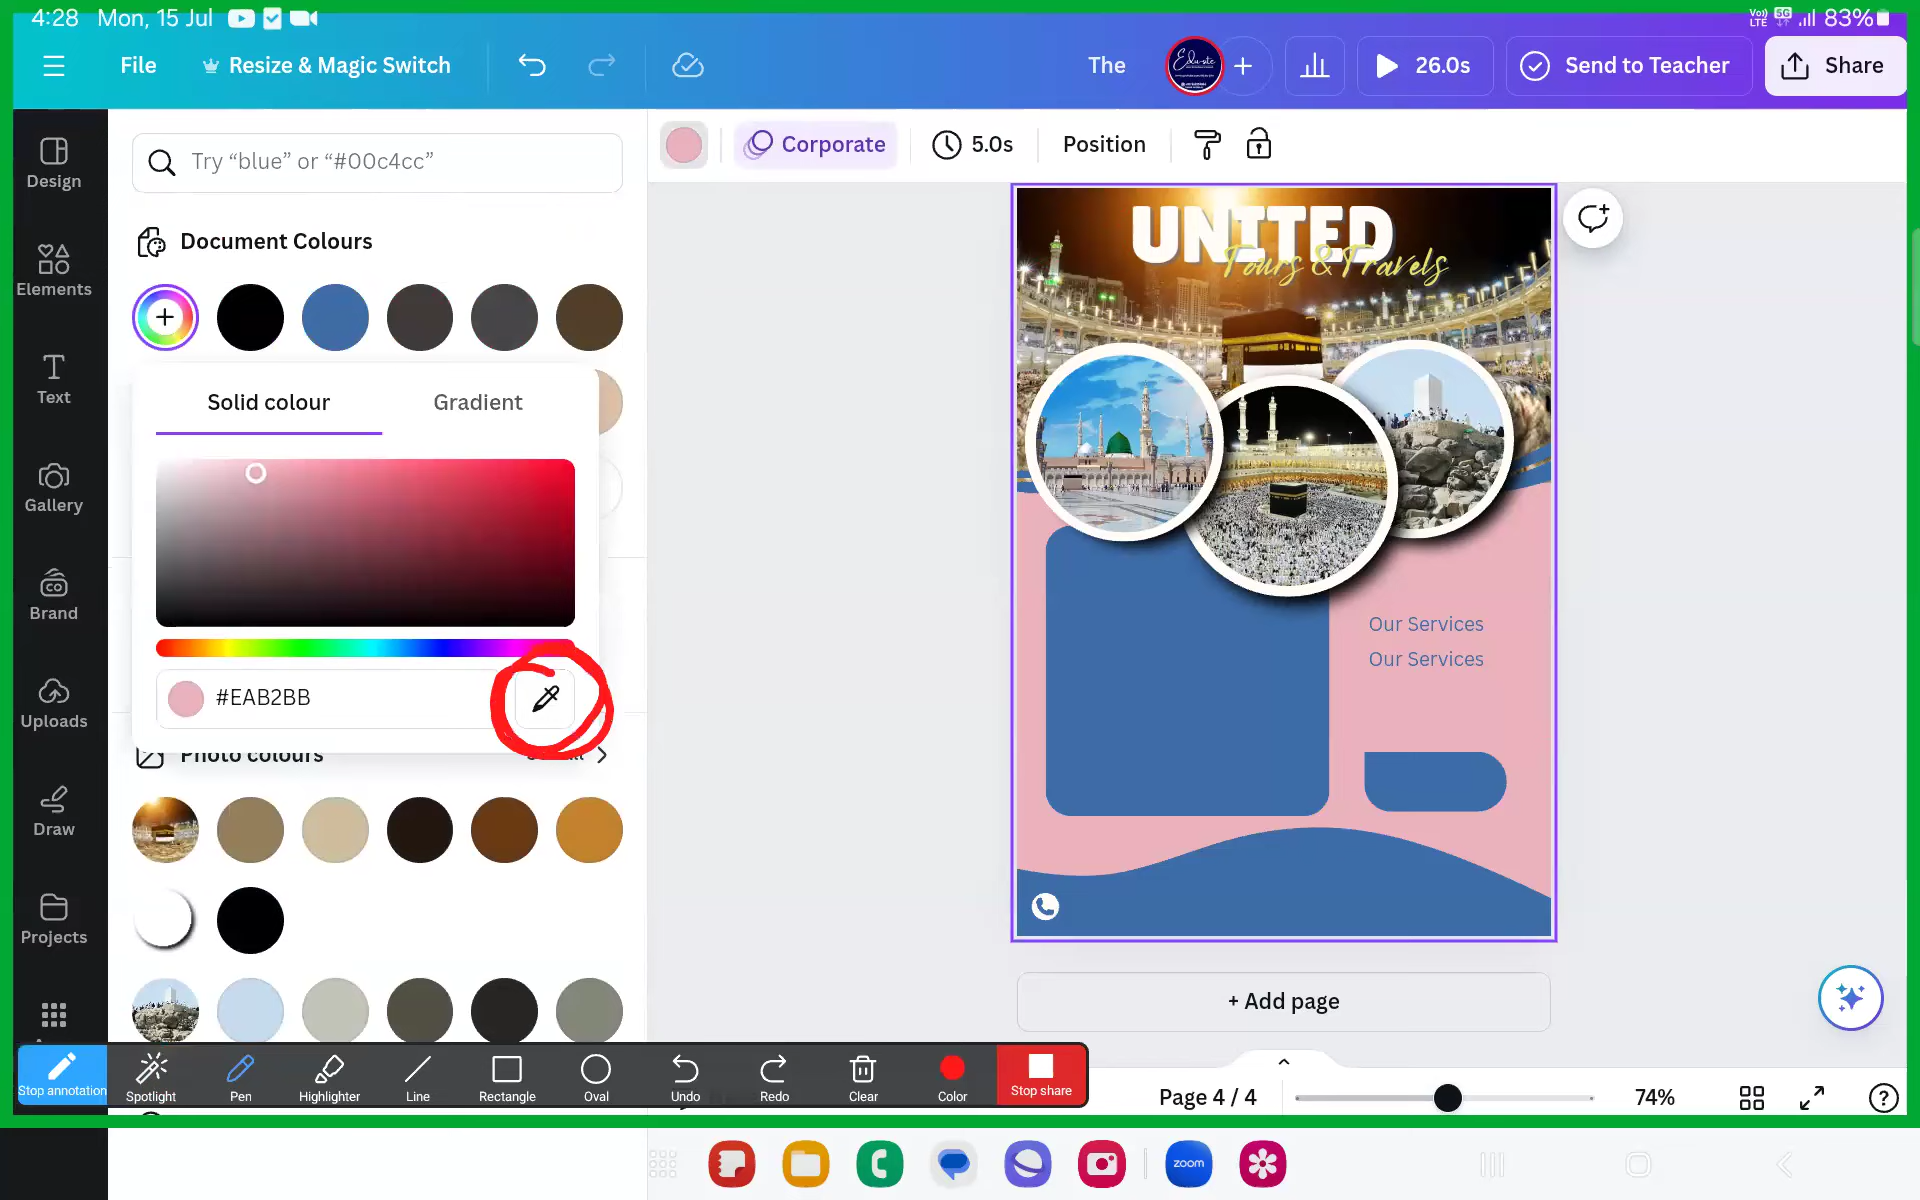 4:28 Mon, 15 Jul
Vo)) LTE 5G 83%
File Resize & Magic Switch The 26.0s Send to Teacher Share
Design
Elements
Text
Gallery
Brand
Uploads
Draw
Projects
Try “blue” or “#00c4cc”
Document Colours
Solid colour Gradient
#EAB2BB
Photo colours
Corporate 5.0s Position
UNITED
Tours & Travels
Our Services
Our Services
+ Add page
Stop annotation Spotlight Pen Highlighter Line Rectangle Oval Undo Redo Clear Color Stop share
Page 4 / 4 74%
zoom